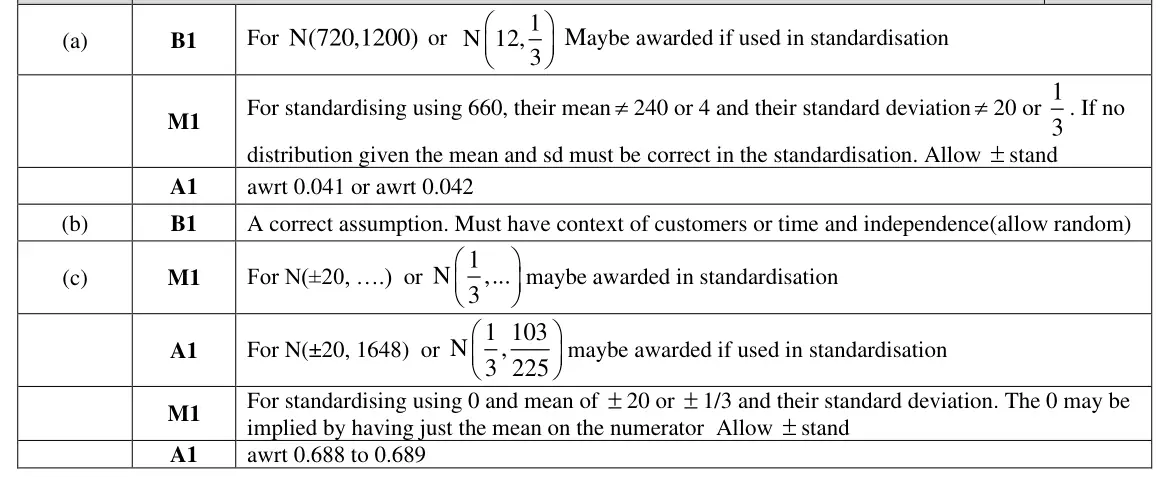 (a) B1 For N(720,1200) or N(12, 1/3) Maybe awarded if used in standardisation
M1 For standardising using 660, their mean ≠ 240 or 4 and their standard deviation ≠ 20 or 1/3 . If no
distribution given the mean and sd must be correct in the standardisation. Allow ± stand
A1 awrt 0.041 or awrt 0.042
(b) B1 A correct assumption. Must have context of customers or time and independence(allow random)
(c) M1 For N(±20, ….) or N(1/3,...) maybe awarded in standardisation
A1 For N(±20, 1648) or N(1/3, 103/225) maybe awarded if used in standardisation
M1 For standardising using 0 and mean of ± 20 or ± 1/3 and their standard deviation. The 0 may be
implied by having just the mean on the numerator Allow ± stand
A1 awrt 0.688 to 0.689